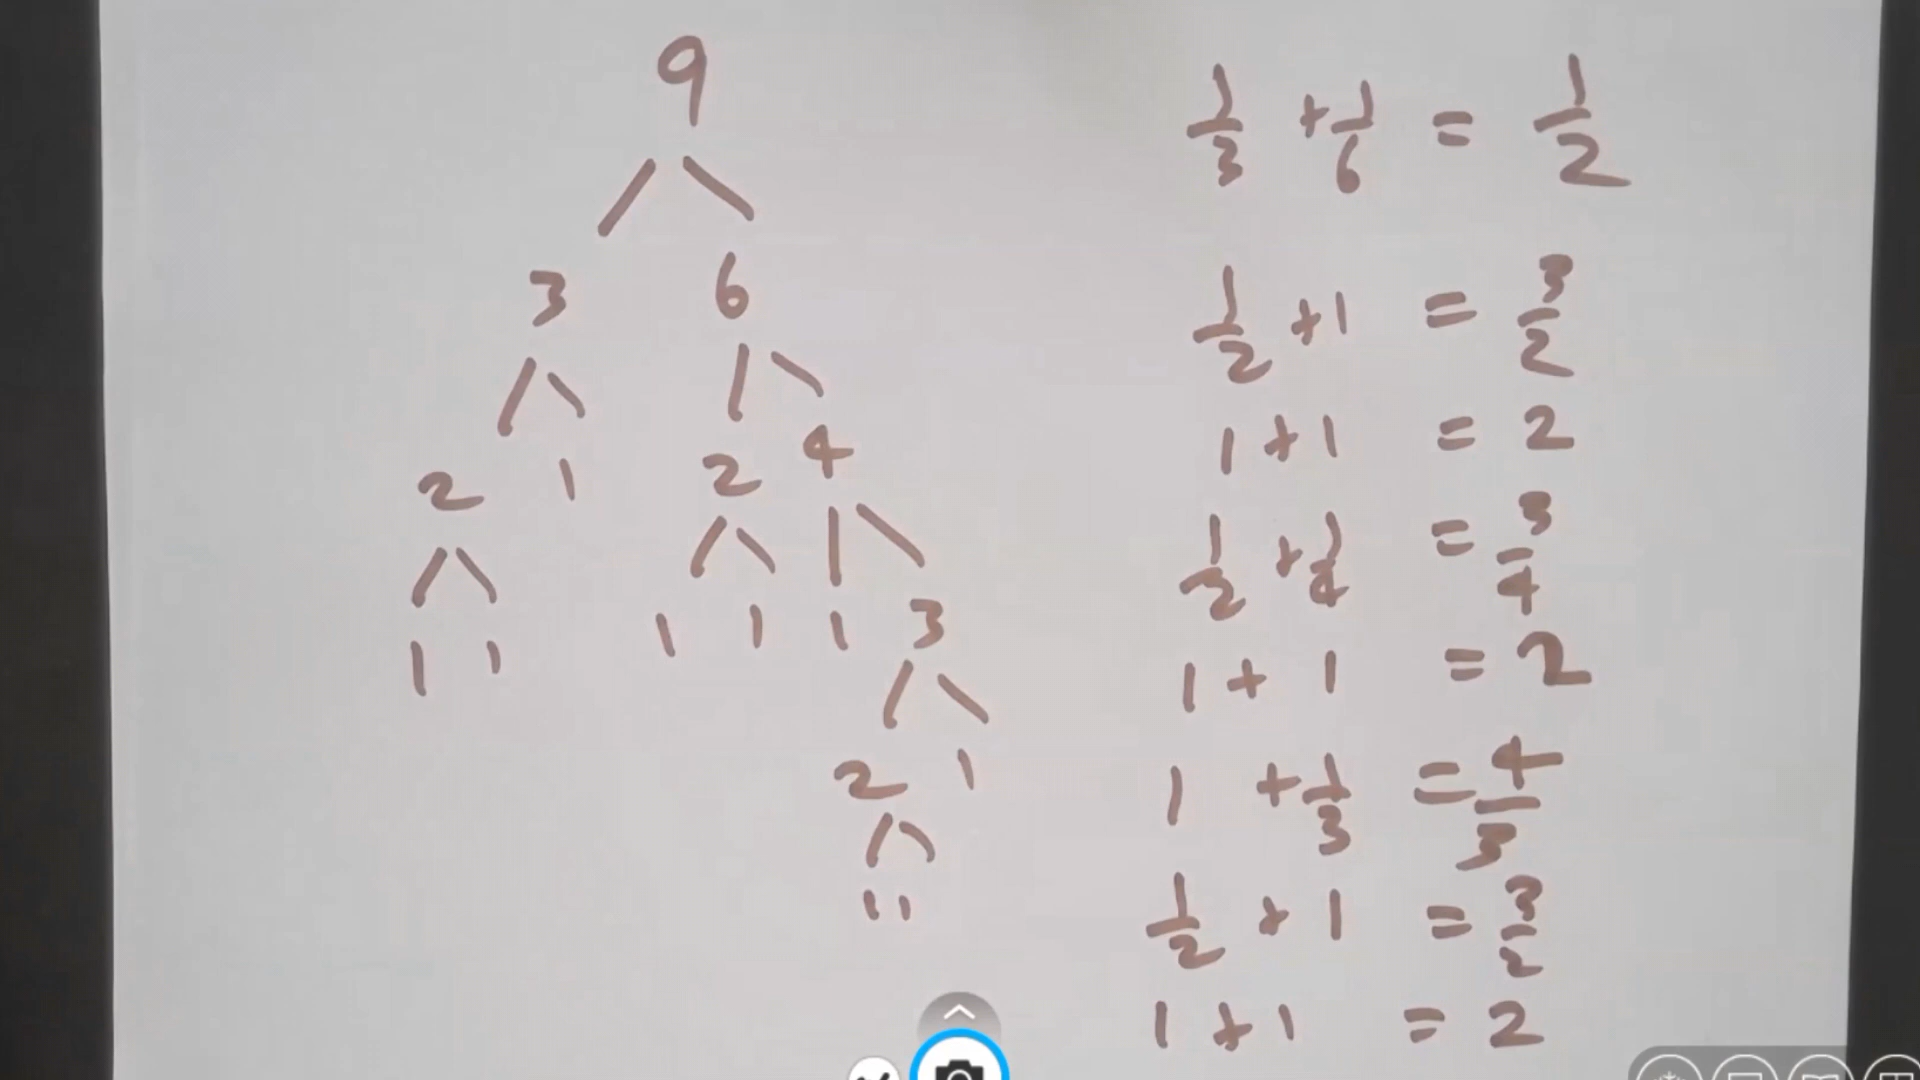 9
3 6
2 1 2 4
1 1 1 1 1 3
2 1
1 1
1/3 + 1/6 = 1/2
1/2 + 1 = 3/2
1 + 1 = 2
1/2 + 1/4 = 3/4
1 + 1 = 2
1 + 1/3 = 4/3
1/2 + 1 = 3/2
1 + 1 = 2